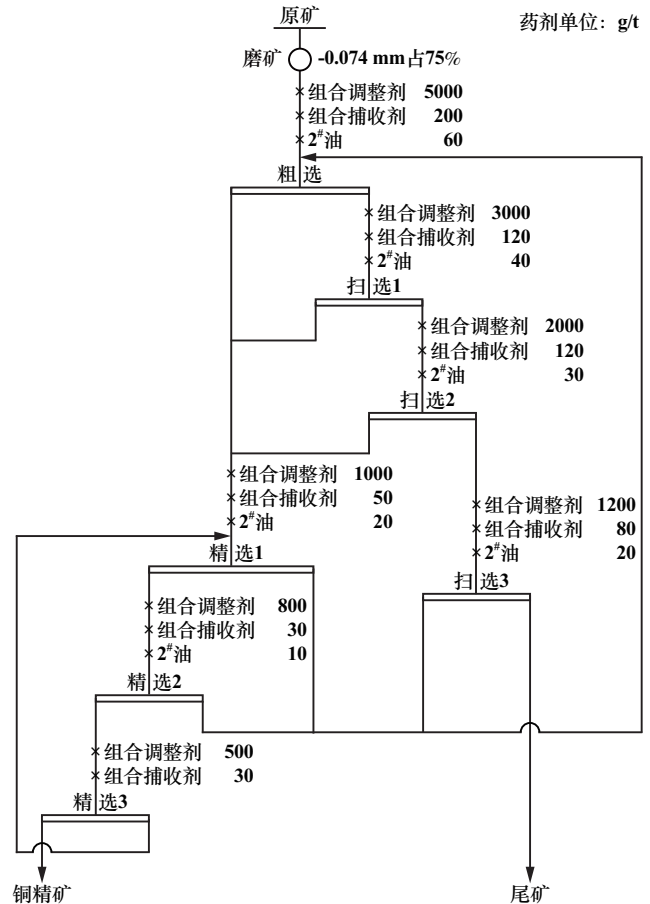 原矿
药剂单位：g/t
磨矿 -0.074 mm占75%
组合调整剂 5000
组合捕收剂 200
2#油 60
粗选
组合调整剂 3000
组合捕收剂 120
2#油 40
扫选1
组合调整剂 2000
组合捕收剂 120
2#油 30
扫选2
组合调整剂 1000
组合捕收剂 50
2#油 20
精选1
组合调整剂 1200
组合捕收剂 80
2#油 20
扫选3
组合调整剂 800
组合捕收剂 30
2#油 10
精选2
组合调整剂 500
组合捕收剂 30
精选3
铜精矿
尾矿